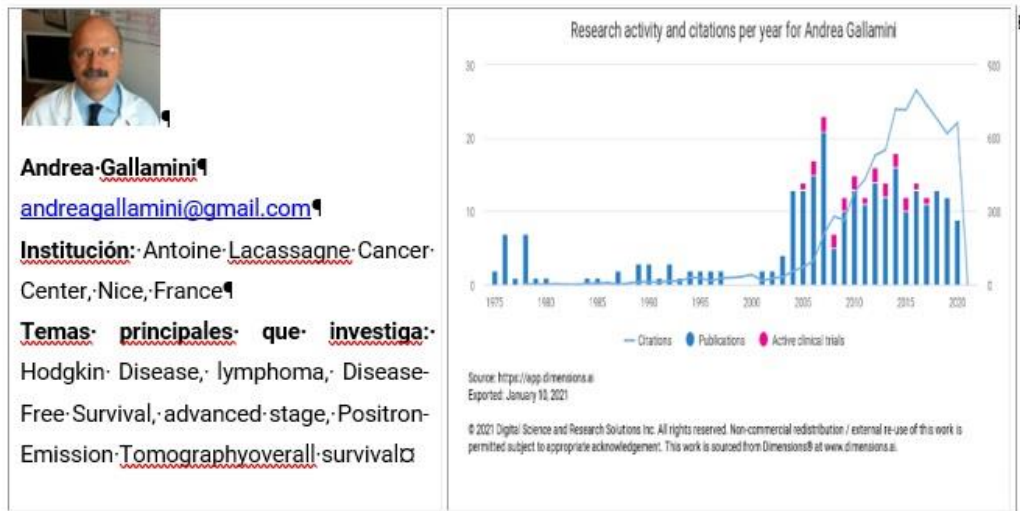 Andrea Gallamini
andreagallamini@gmail.com
Institución: Antoine Lacassagne Cancer
Center, Nice, France
Temas principales que investiga:
Hodgkin Disease, lymphoma, Disease-
Free Survival, advanced stage, Positron-
Emission Tomographyoverall survival
Research activity and citations per year for Andrea Gallamini
30
20
10
0
900
600
200
0
1975
1980
1985
1990
1995
2000
2005
2010
2015
2020
Citations Publications Active clinical trials
Source: https://app.dimensions.ai
Exported: January 10, 2021
© 2021 Digital Science and Research Solutions Inc. All rights reserved. Non-commercial redistribution / external re-use of this work is
permitted subject to appropriate acknowledgement. This work is sourced from Dimensions® at www.dimensions.ai.